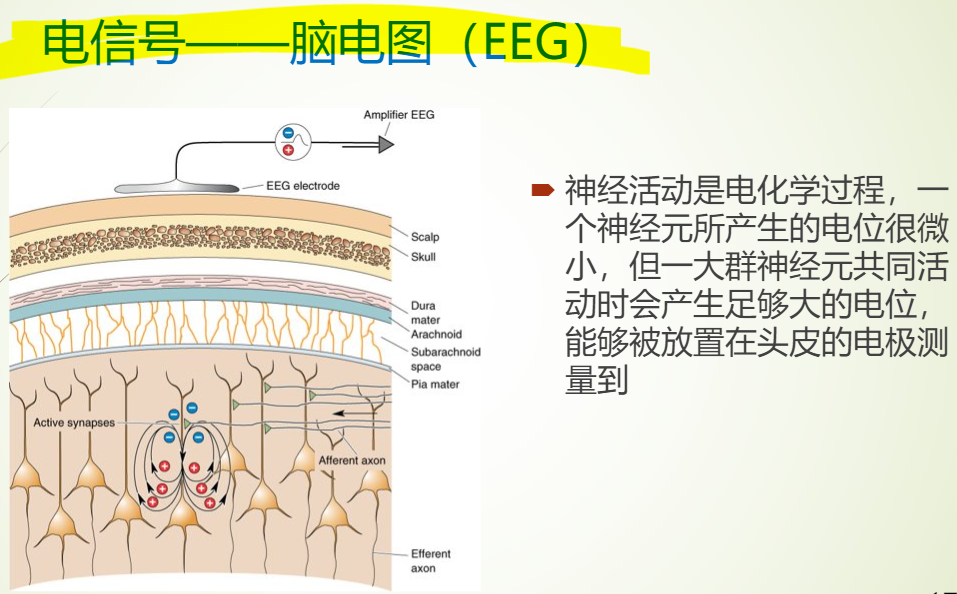 电信号——脑电图（EEG）
Amplifier EEG
EEG electrode
Scalp
Skull
Dura
mater
Arachnoid
Subarachnoid
space
Pia mater
Active synapses
Afferent axon
Efferent
axon
神经活动是电化学过程，一
个神经元所产生的电位很微
小，但一大群神经元共同活
动时会产生足够大的电位，
能够被放置在头皮的电极测
量到